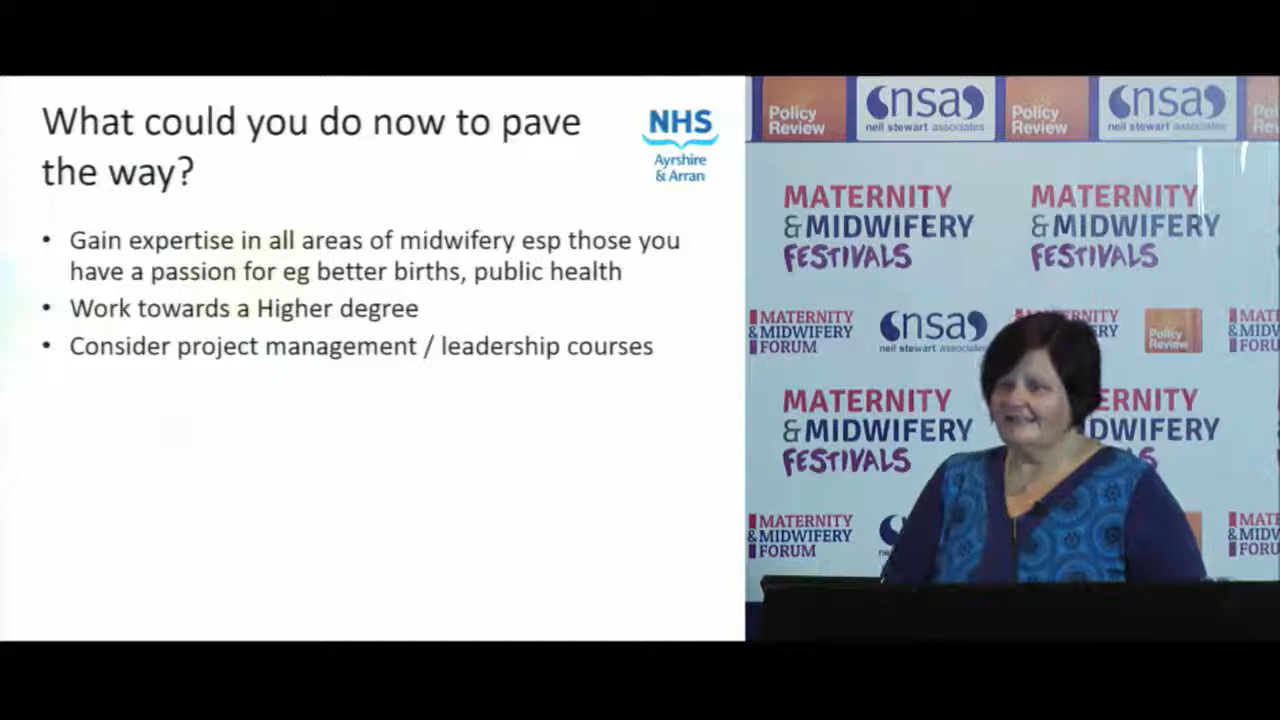 What could you do now to pave
the way?
NHS
Ayrshire
& Arran
• Gain expertise in all areas of midwifery esp those you
have a passion for eg better births, public health
• Work towards a Higher degree
• Consider project management / leadership courses
Policy
Review
nsa
neil stewart associates
Policy
Review
nsa
neil stewart associates
MATERNITY
& MIDWIFERY
FESTIVALS
MATERNITY
& MIDWIFERY
FESTIVALS
MATERNITY
& MIDWIFERY
FORUM
nsa
neil stewart associates
Policy
Review
MATERNITY
& MIDWIFERY
FESTIVALS
MATERNITY
& MIDWIFERY
FORUM